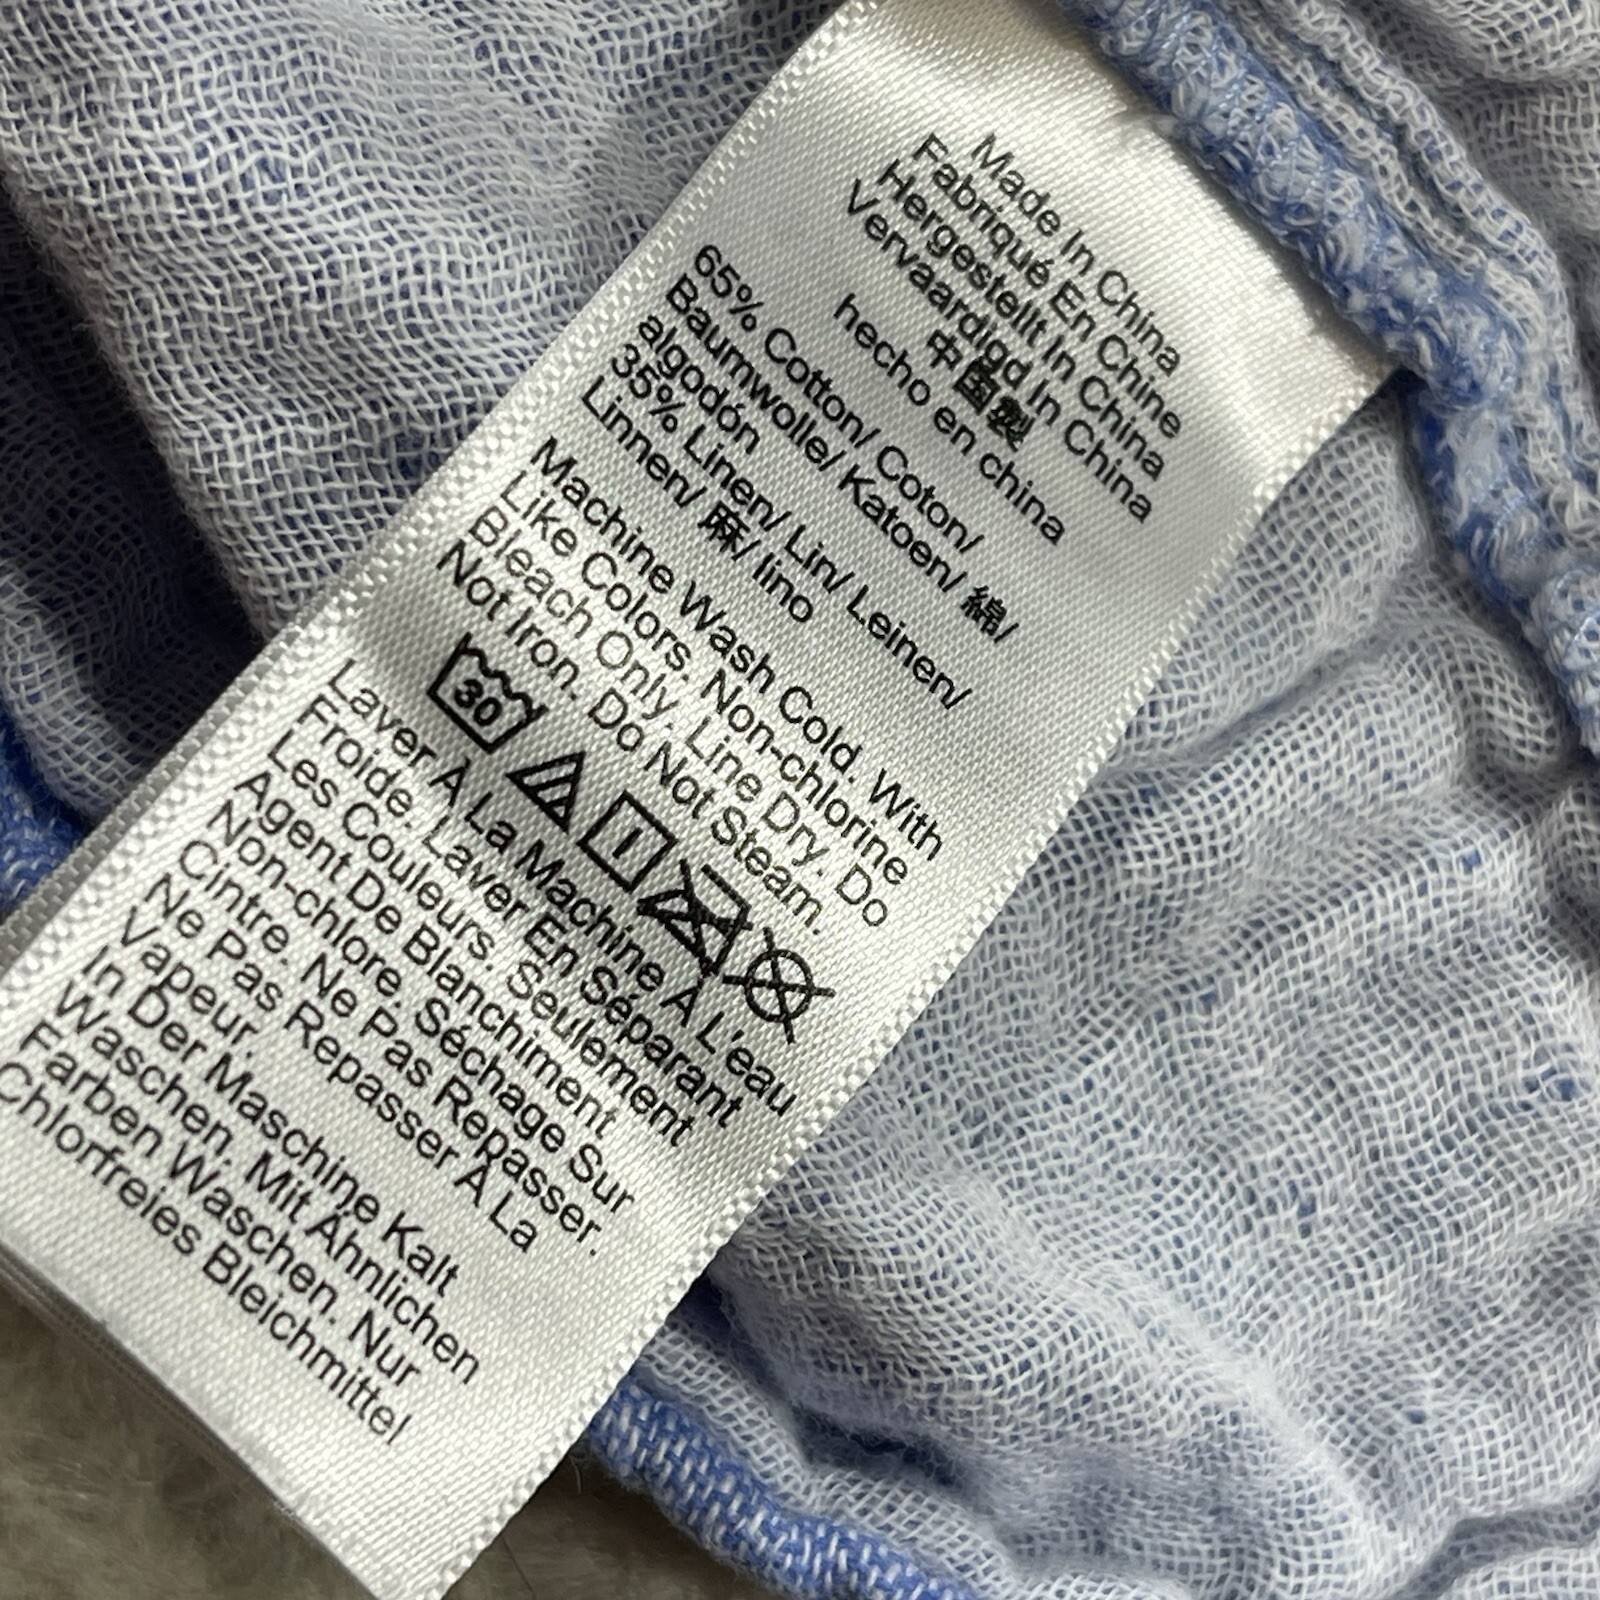 Made In China
Fabriqué En Chine
Hergestellt In China
Vervaardigd In China
中國製
hecho en china
65% Cotton/ Coton/
Baumwolle/ Katoen/ 綿/
algodón
35% Linen/ Lin/ Leinen/
Linnen/ 麻/ lino
Machine Wash Cold. With
Like Colors. Non-chlorine
Bleach Only. Line Dry. Do
Not Iron. Do Not Steam.
30
Laver À La Machine À L'eau
Froide. Laver En Séparant
Les Couleurs. Seulement
Agent De Blanchiment
Non-chlore. Séchage Sur
Cintre. Ne Pas Repasser.
Ne Pas Repasser À La
Vapeur.
In Der Maschine Kalt
Waschen. Mit Ähnlichen
Farben Waschen. Nur
Chlorfreies Bleichmittel